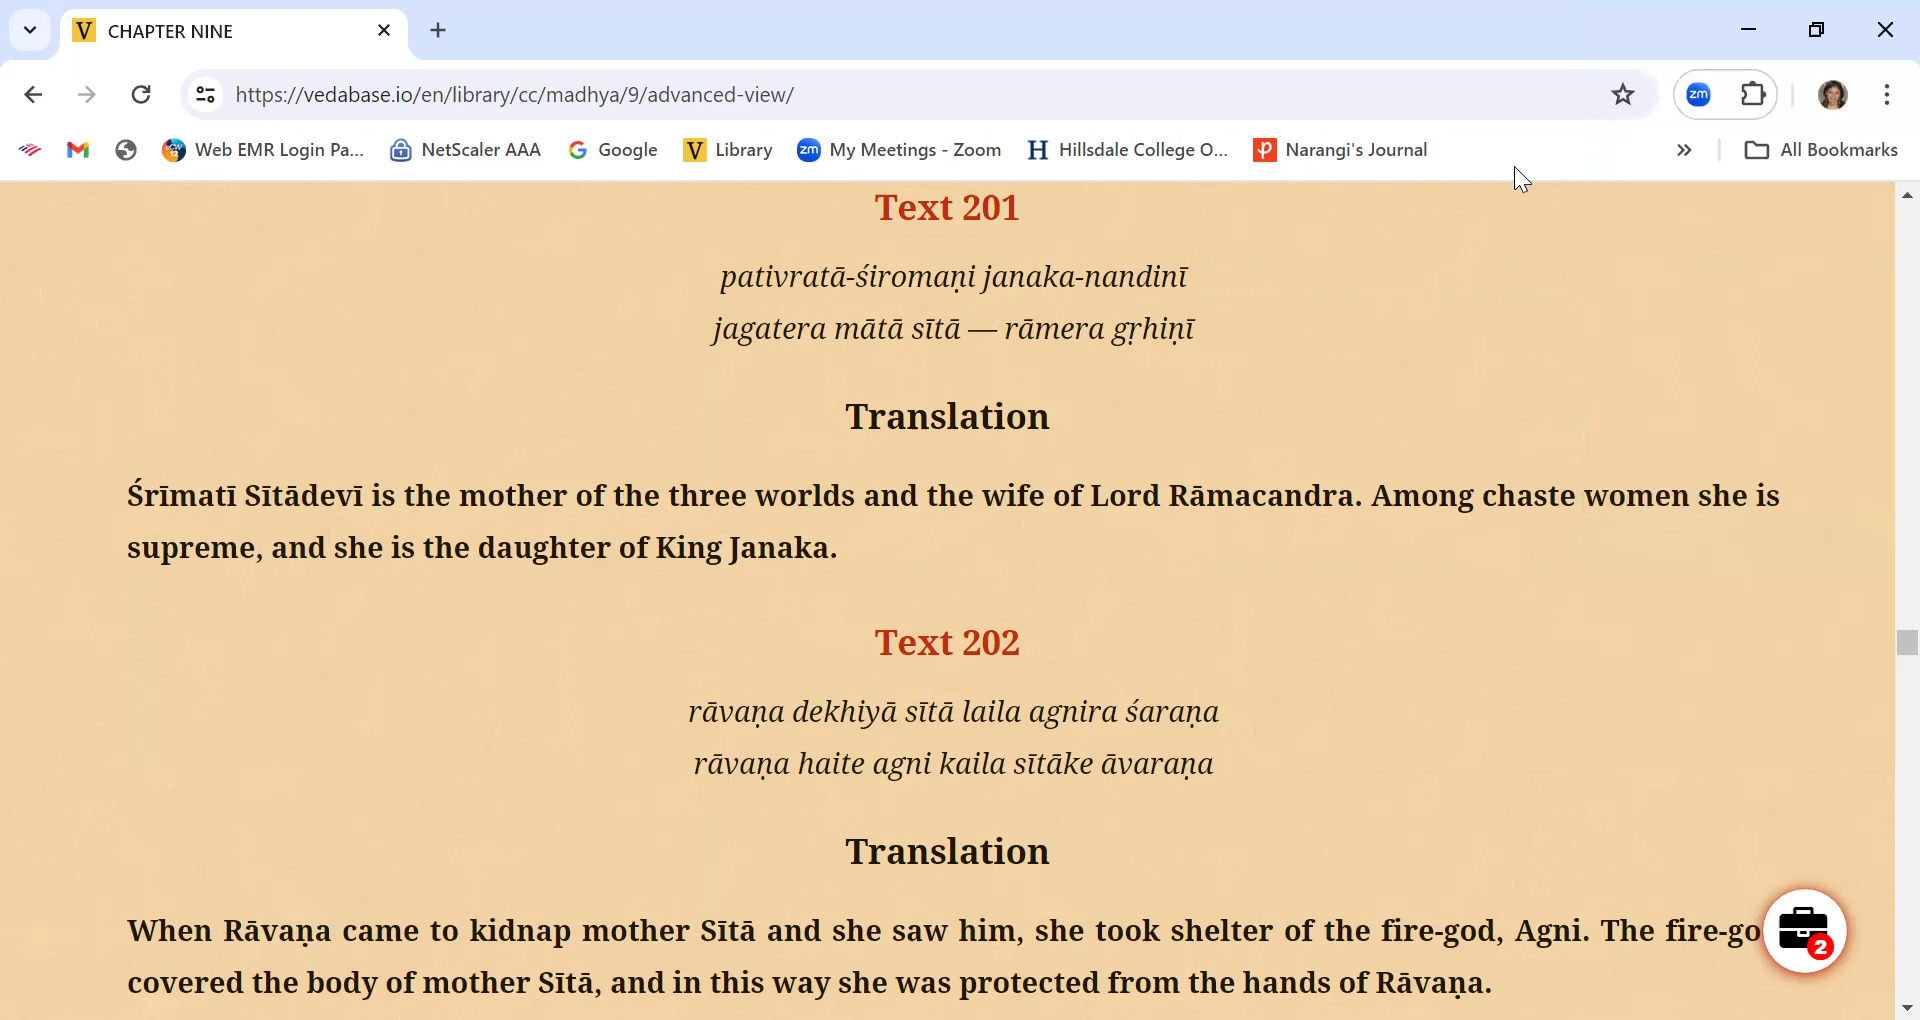 CHAPTER NINE
https://vedabase.io/en/library/cc/madhya/9/advanced-view/
zm
Web EMR Login Pa...
NetScaler AAA
Google
Library
zm My Meetings - Zoom
Hillsdale College O...
Narangi's Journal
All Bookmarks
Text 201
pativratā-śiromaṇi janaka-nandinī
jagatera mātā sītā — rāmera gṛhiṇī
Translation
Śrīmatī Sītādevī is the mother of the three worlds and the wife of Lord Rāmacandra. Among chaste women she is
supreme, and she is the daughter of King Janaka.
Text 202
rāvaṇa dekhiyā sītā laila agnira śaraṇa
rāvaṇa haite agni kaila sītāke āvaraṇa
Translation
When Rāvaṇa came to kidnap mother Sītā and she saw him, she took shelter of the fire-god, Agni. The fire-go
2
covered the body of mother Sītā, and in this way she was protected from the hands of Rāvaṇa.